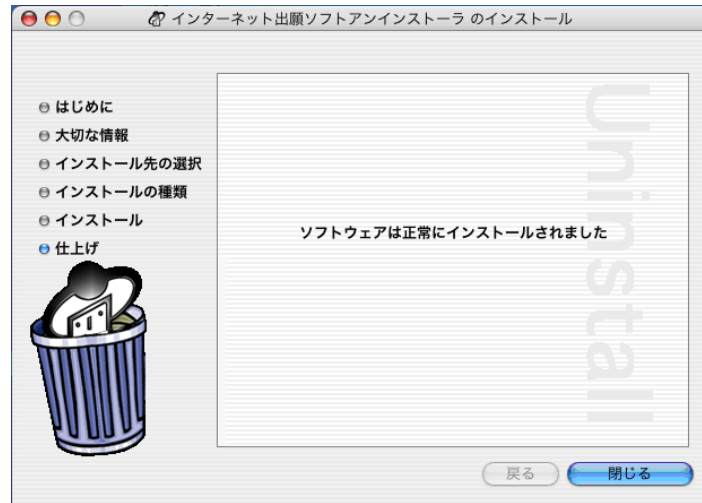 インターネット出願ソフトアンインストーラ のインストール
はじめに
大切な情報
インストール先の選択
インストールの種類
インストール
仕上げ
ソフトウェアは正常にインストールされました
Uninstall
戻る
閉じる